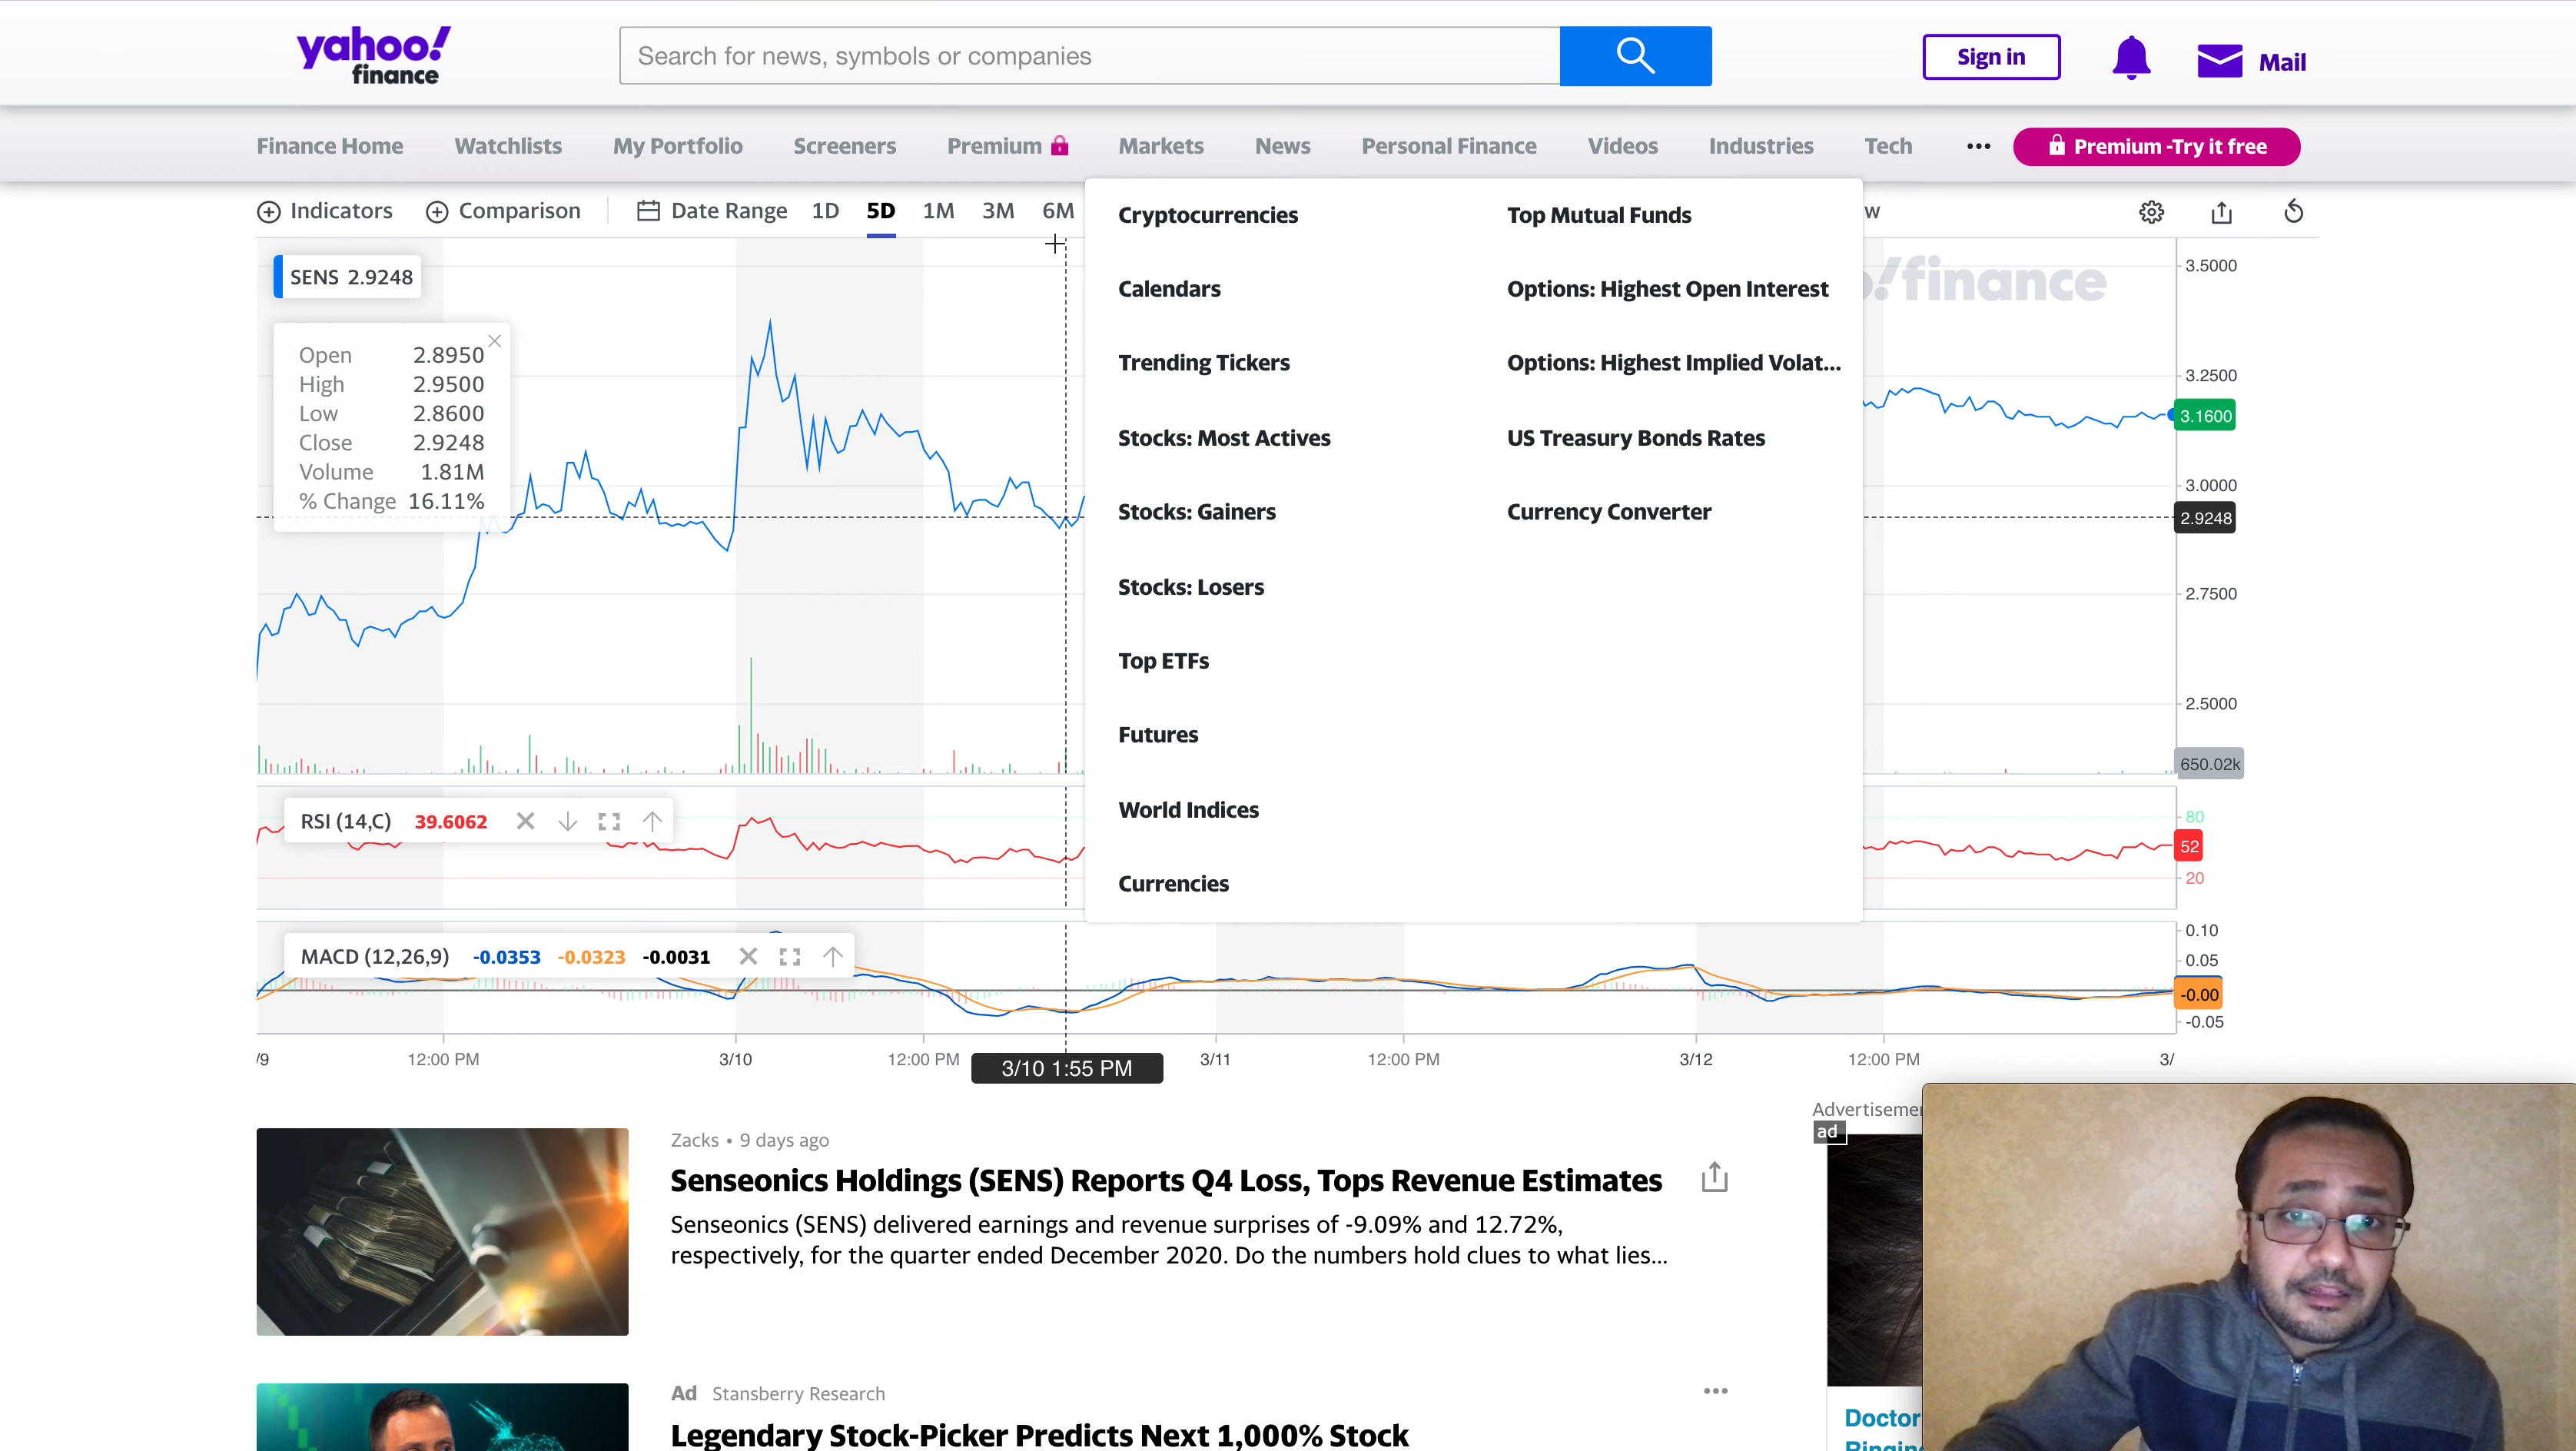 yahoo!
finance
Search for news, symbols or companies
Sign in
Mail
Finance Home Watchlists My Portfolio Screeners Premium Markets News Personal Finance Videos Industries Tech ••• Premium -Try it free
Indicators Comparison Date Range 1D 5D 1M 3M 6M w
Cryptocurrencies
Calendars
Trending Tickers
Stocks: Most Actives
Stocks: Gainers
Stocks: Losers
Top ETFs
Futures
World Indices
Currencies
Top Mutual Funds
Options: Highest Open Interest
Options: Highest Implied Volat...
US Treasury Bonds Rates
Currency Converter
SENS 2.9248
Open 2.8950
High 2.9500
Low 2.8600
Close 2.9248
Volume 1.81M
% Change 16.11%
!finance
3.5000
3.2500
3.1600
3.0000
2.9248
2.7500
2.5000
650.02k
RSI (14,C) 39.6062
80
52
20
MACD (12,26,9) -0.0353 -0.0323 -0.0031
0.10
0.05
-0.00
-0.05
/9 12:00 PM 3/10 12:00 PM 3/10 1:55 PM 3/11 12:00 PM 3/12 12:00 PM 3/
Zacks • 9 days ago
Senseonics Holdings (SENS) Reports Q4 Loss, Tops Revenue Estimates
Senseonics (SENS) delivered earnings and revenue surprises of -9.09% and 12.72%,
respectively, for the quarter ended December 2020. Do the numbers hold clues to what lies...
Ad Stansberry Research
Legendary Stock-Picker Predicts Next 1,000% Stock
Advertisemen
ad
Doctor